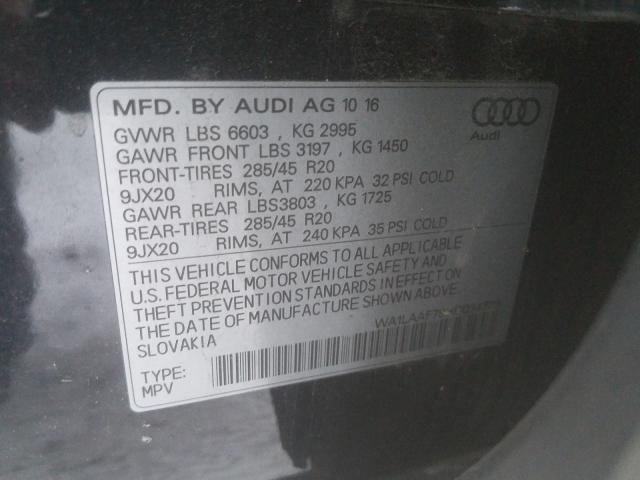 MFD. BY AUDI AG 10 16
Audi
GVWR LBS 6603 , KG 2995
GAWR FRONT LBS 3197 , KG 1450
FRONT-TIRES 285/45 R20
9JX20 RIMS, AT 220 KPA 32 PSI COLD
GAWR REAR LBS3803 , KG 1725
REAR-TIRES 285/45 R20
9JX20 RIMS, AT 240 KPA 35 PSI COLD
THIS VEHICLE CONFORMS TO ALL APPLICABLE
U.S. FEDERAL MOTOR VEHICLE SAFETY AND
THEFT PREVENTION STANDARDS IN EFFECT ON
THE DATE OF MANUFACTURE SHOWN ABOVE.
SLOVAKIA
TYPE:
MPV